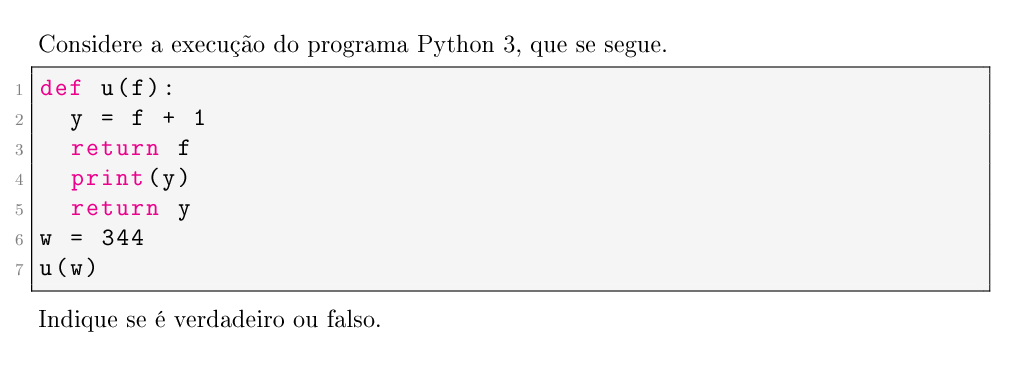 Considere a execução do programa Python 3, que se segue.
1 def u(f):
2   y = f + 1
3   return f
4   print(y)
5   return y
6 w = 344
7 u(w)
Indique se é verdadeiro ou falso.